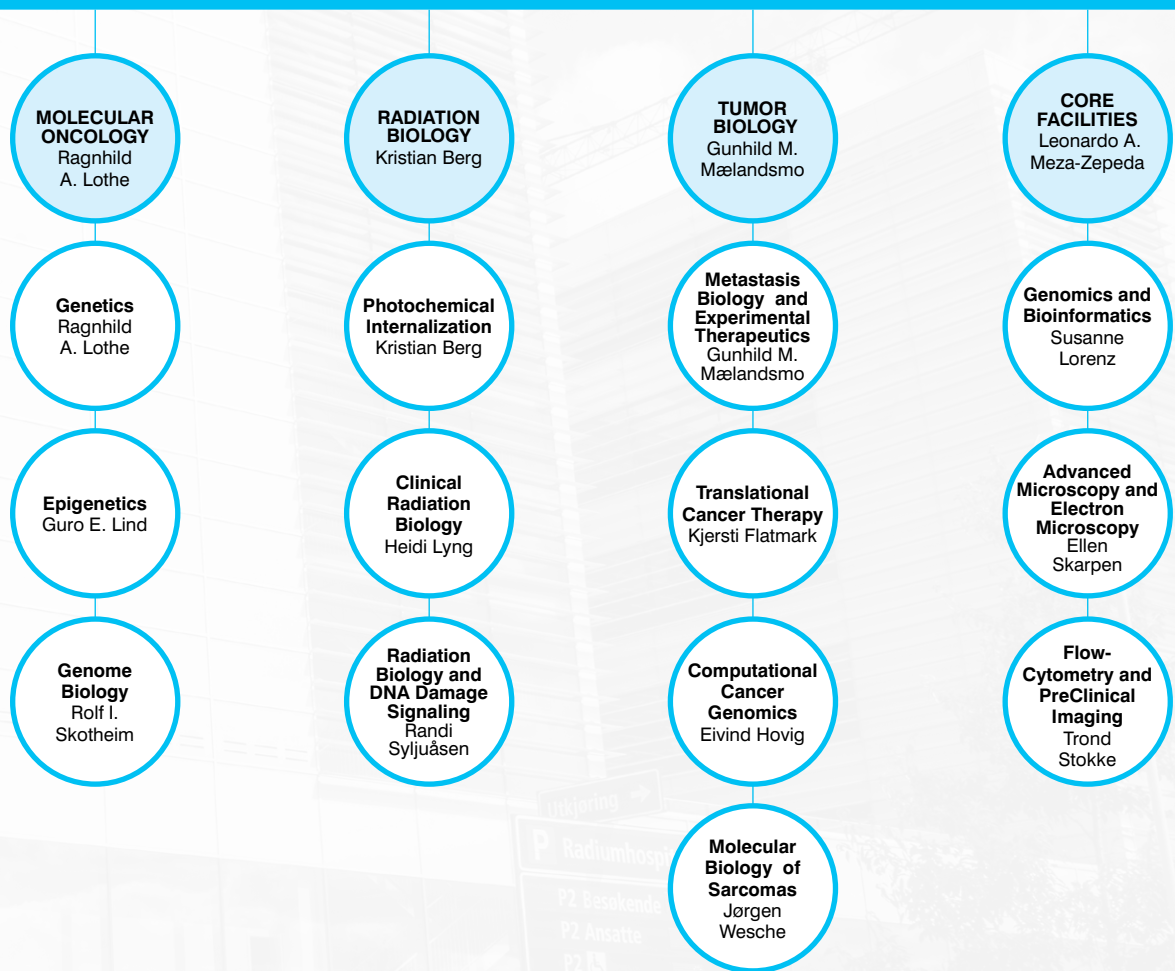 MOLECULAR
ONCOLOGY
Ragnhild
A. Lothe
Genetics
Ragnhild
A. Lothe
Epigenetics
Guro E. Lind
Genome
Biology
Rolf I.
Skotheim
RADIATION
BIOLOGY
Kristian Berg
Photochemical
Internalization
Kristian Berg
Clinical
Radiation
Biology
Heidi Lyng
Radiation
Biology and
DNA Damage
Signaling
Randi
Syljuåsen
TUMOR
BIOLOGY
Gunhild M.
Mælandsmo
Metastasis
Biology and
Experimental
Therapeutics
Gunhild M.
Mælandsmo
Translational
Cancer Therapy
Kjersti Flatmark
Computational
Cancer
Genomics
Eivind Hovig
Molecular
Biology of
Sarcomas
Jørgen
Wesche
CORE
FACILITIES
Leonardo A.
Meza-Zepeda
Genomics and
Bioinformatics
Susanne
Lorenz
Advanced
Microscopy and
Electron
Microscopy
Ellen
Skarpen
Flow-
Cytometry and
PreClinical
Imaging
Trond
Stokke
Utkjøring
P Radiumhosp
P2 Besøkende
P2 Ansatte
P2